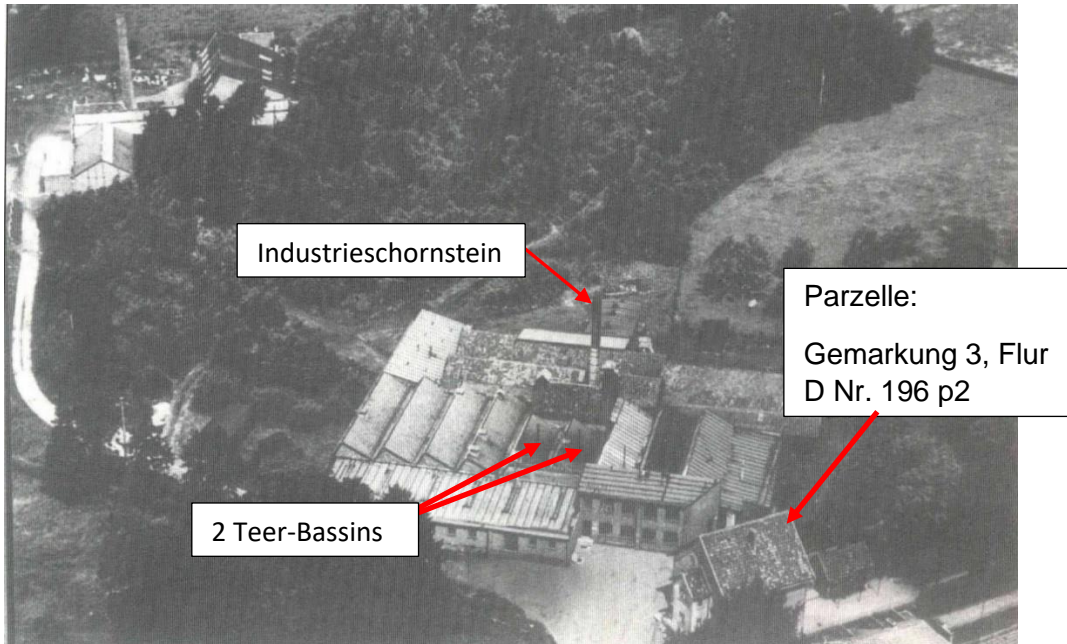 Industrieschornstein
Parzelle:
Gemarkung 3, Flur
D Nr. 196 p2
2 Teer-Bassins